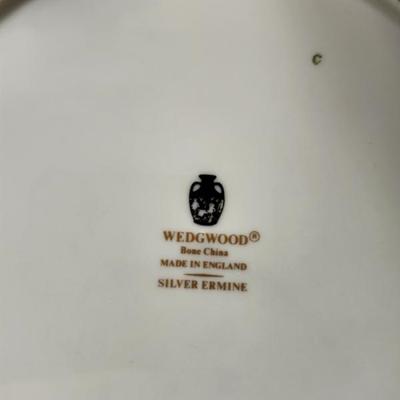 C
WEDGWOOD®
Bone China
MADE IN ENGLAND
SILVER ERMINE